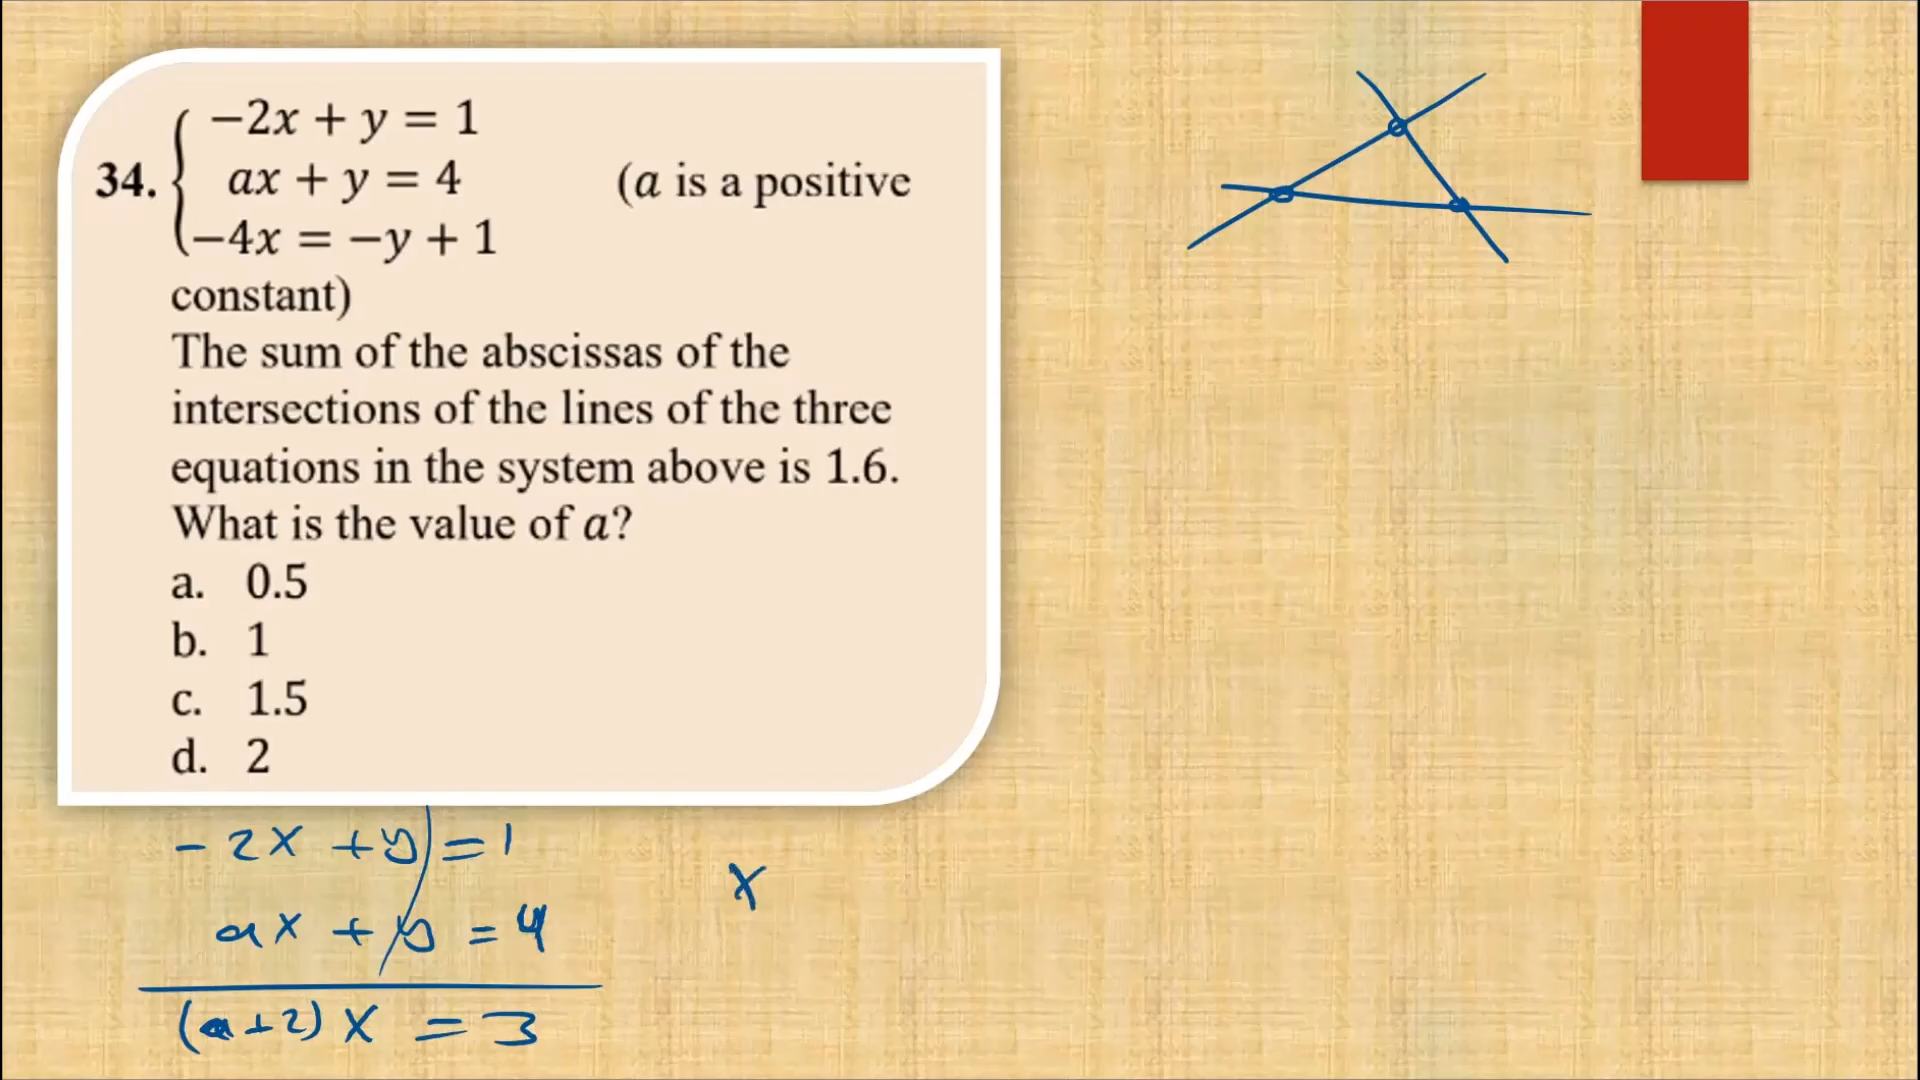 34. { −2x + y = 1
ax + y = 4 (a is a positive
−4x = −y + 1
constant)
The sum of the abscissas of the
intersections of the lines of the three
equations in the system above is 1.6.
What is the value of a?
a. 0.5
b. 1
c. 1.5
d. 2
- 2x + y = 1
ax + y = 4
(a+2) x = 3
x